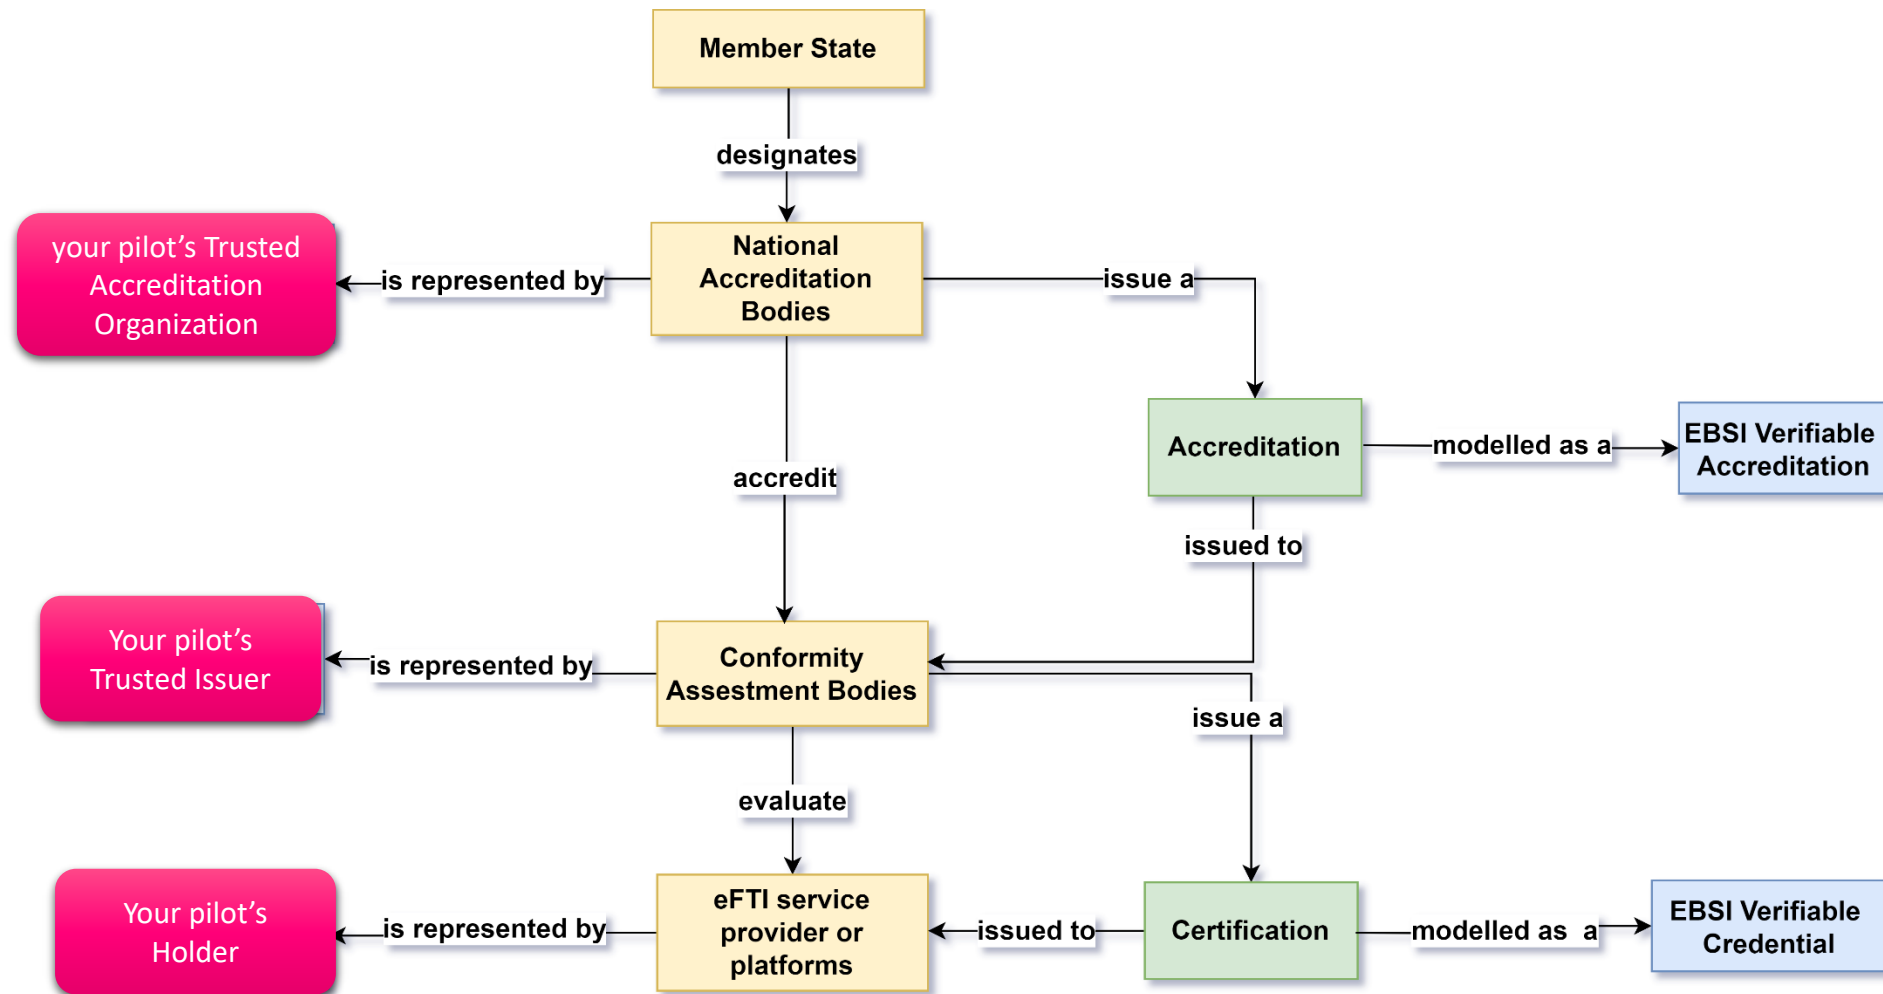 Member State
designates
your pilot’s Trusted
Accreditation
Organization
is represented by
National
Accreditation
Bodies
issue a
accredit
Accreditation
modelled as a
EBSI Verifiable
Accreditation
issued to
Your pilot’s
Trusted Issuer
is represented by
Conformity
Assestment Bodies
issue a
evaluate
Your pilot’s
Holder
is represented by
eFTI service
provider or
platforms
issued to
Certification
modelled as a
EBSI Verifiable
Credential